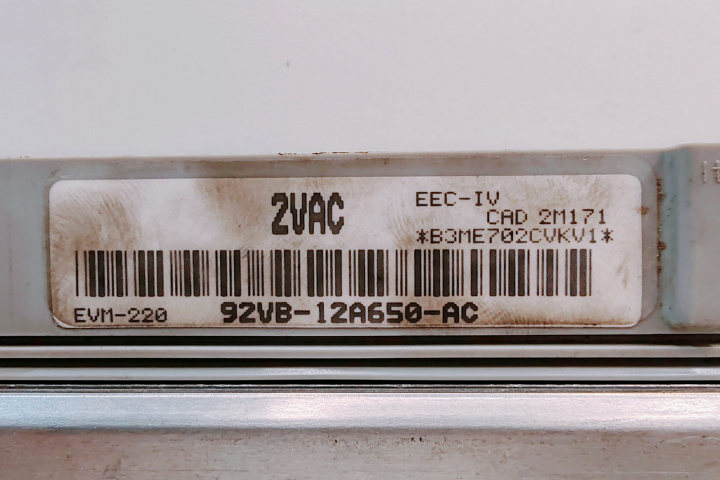 2VAC
EEC-IV
CAD 2M171
*B3ME702CVKV1*
EVM-220
92VB-12A650-AC